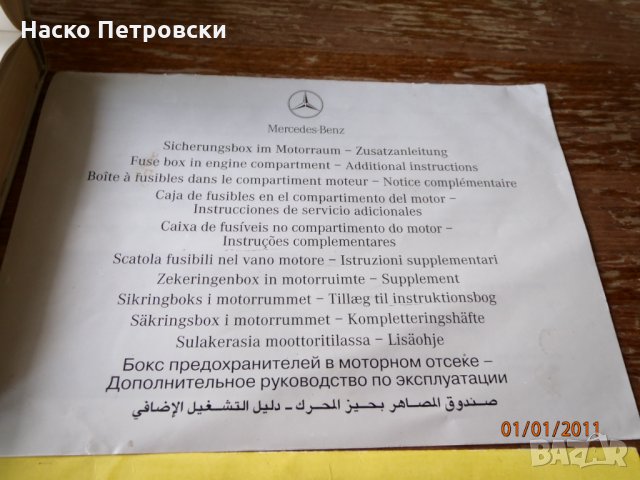 Наско Петровски
Mercedes-Benz
Sicherungsbox im Motorraum – Zusatzanleitung
Fuse box in engine compartment – Additional instructions
Boîte à fusibles dans le compartiment moteur – Notice complémentaire
Caja de fusibles en el compartimento del motor –
Instrucciones de servicio adicionales
Caixa de fusíveis no compartimento do motor –
Instruções complementares
Scatola fusibili nel vano motore – Istruzioni supplementari
Zekeringenbox in motorruimte – Supplement
Sikringboks i motorrummet – Tillæg til instruktionsbog
Säkringsbox i motorrummet – Kompletteringshäfte
Sulakerasia moottoritilassa – Lisäohje
Бокс предохранителей в моторном отсеке –
Дополнительное руководство по эксплуатации
صندوق المصاهر بحيز المحرك – دليل التشغيل الإضافي
01/01/2011
BAZAR